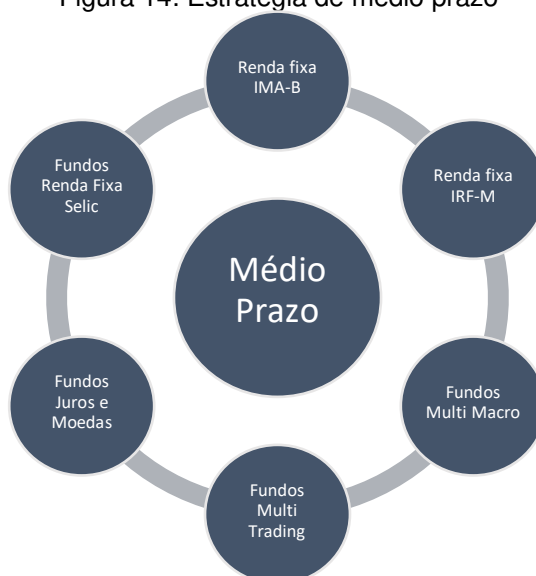 Figura 14: Estratégia de médio prazo
Renda fixa
IMA-B
Renda fixa
IRF-M
Fundos
Multi Macro
Fundos
Multi
Trading
Fundos
Juros e
Moedas
Fundos
Renda Fixa
Selic
Médio
Prazo